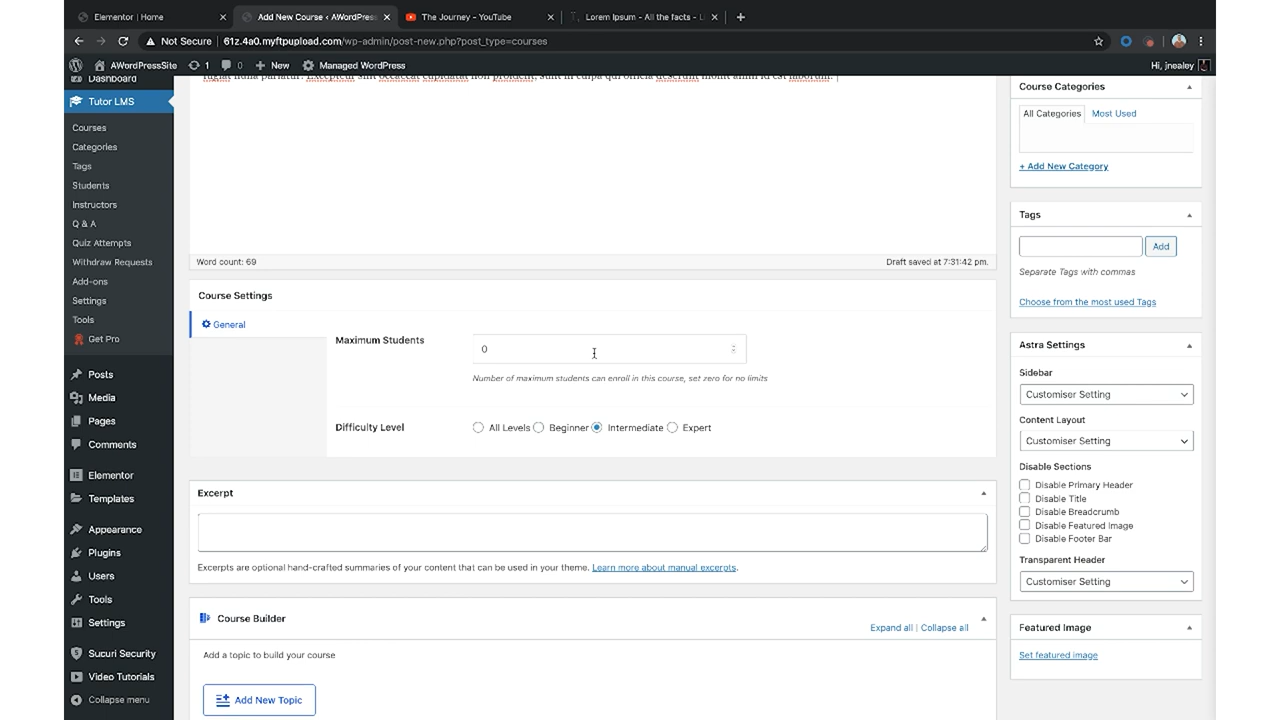 Elementor | Home
Add New Course ‹ AWordPress
The Journey - YouTube
Lorem Ipsum - All the facts - L
Not Secure | 61z.4a0.myftpupload.com/wp-admin/post-new.php?post_type=courses
AWordPressSite 1 0 + New Managed WordPress
Hi, jnealey
Dashboard
Tutor LMS
Courses
Categories
Tags
Students
Instructors
Q & A
Quiz Attempts
Withdraw Requests
Add-ons
Settings
Tools
Get Pro
Posts
Media
Pages
Comments
Elementor
Templates
Appearance
Plugins
Users
Tools
Settings
Sucuri Security
Video Tutorials
Collapse menu
fugiat nulla pariatur. Excepteur sint occaecat cupidatat non proident, sunt in culpa qui officia deserunt mollit anim id est laborum.
Word count: 69
Draft saved at 7:31:42 pm.
Course Settings
General
Maximum Students
0
Number of maximum students can enroll in this course, set zero for no limits
Difficulty Level
All Levels Beginner Intermediate Expert
Excerpt
Excerpts are optional hand-crafted summaries of your content that can be used in your theme. Learn more about manual excerpts.
Course Builder
Expand all | Collapse all
Add a topic to build your course
Add New Topic
Course Categories
All Categories Most Used
+ Add New Category
Tags
Add
Separate Tags with commas
Choose from the most used Tags
Astra Settings
Sidebar
Customiser Setting
Content Layout
Customiser Setting
Disable Sections
Disable Primary Header
Disable Title
Disable Breadcrumb
Disable Featured Image
Disable Footer Bar
Transparent Header
Customiser Setting
Featured Image
Set featured image